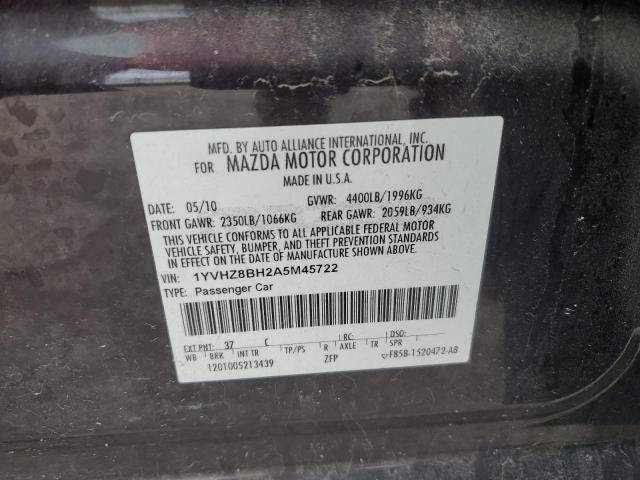 MFD. BY AUTO ALLIANCE INTERNATIONAL, INC.
FOR MAZDA MOTOR CORPORATION
MADE IN U.S.A.
DATE: 05/10 GVWR: 4400LB/1996KG
FRONT GAWR: 2350LB/1066KG REAR GAWR: 2059LB/934KG
THIS VEHICLE CONFORMS TO ALL APPLICABLE FEDERAL MOTOR
VEHICLE SAFETY, BUMPER, AND THEFT PREVENTION STANDARDS
IN EFFECT ON THE DATE OF MANUFACTURE SHOWN ABOVE.
VIN: 1YVHZ8BH2A5M45722
TYPE: Passenger Car
EXT PNT: 37 C RC: DSO:
WB BRK INT TR TP/PS R AXLE TR SPR
1201005213439 ZFP ▽FB5B-1520472-AB